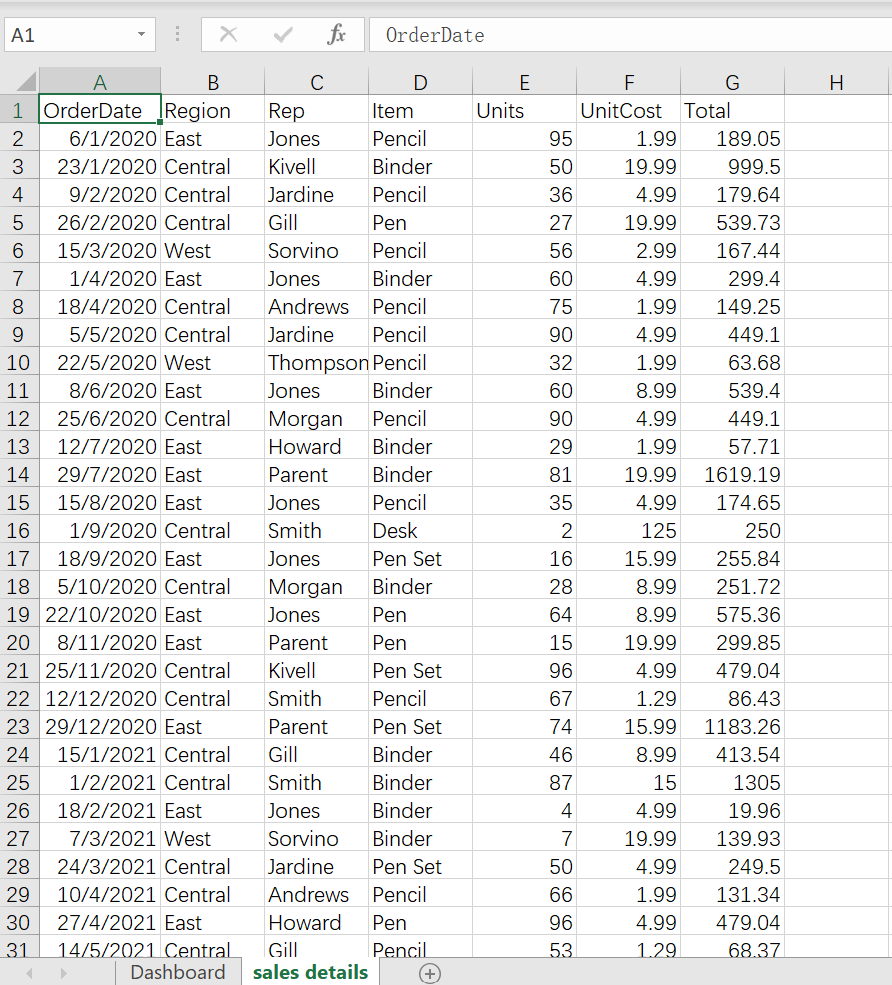 A1 fx OrderDate
A B C D E F G H
1 OrderDate Region Rep Item Units UnitCost Total
2 6/1/2020 East Jones Pencil 95 1.99 189.05
3 23/1/2020 Central Kivell Binder 50 19.99 999.5
4 9/2/2020 Central Jardine Pencil 36 4.99 179.64
5 26/2/2020 Central Gill Pen 27 19.99 539.73
6 15/3/2020 West Sorvino Pencil 56 2.99 167.44
7 1/4/2020 East Jones Binder 60 4.99 299.4
8 18/4/2020 Central Andrews Pencil 75 1.99 149.25
9 5/5/2020 Central Jardine Pencil 90 4.99 449.1
10 22/5/2020 West Thompson Pencil 32 1.99 63.68
11 8/6/2020 East Jones Binder 60 8.99 539.4
12 25/6/2020 Central Morgan Pencil 90 4.99 449.1
13 12/7/2020 East Howard Binder 29 1.99 57.71
14 29/7/2020 East Parent Binder 81 19.99 1619.19
15 15/8/2020 East Jones Pencil 35 4.99 174.65
16 1/9/2020 Central Smith Desk 2 125 250
17 18/9/2020 East Jones Pen Set 16 15.99 255.84
18 5/10/2020 Central Morgan Binder 28 8.99 251.72
19 22/10/2020 East Jones Pen 64 8.99 575.36
20 8/11/2020 East Parent Pen 15 19.99 299.85
21 25/11/2020 Central Kivell Pen Set 96 4.99 479.04
22 12/12/2020 Central Smith Pencil 67 1.29 86.43
23 29/12/2020 East Parent Pen Set 74 15.99 1183.26
24 15/1/2021 Central Gill Binder 46 8.99 413.54
25 1/2/2021 Central Smith Binder 87 15 1305
26 18/2/2021 East Jones Binder 4 4.99 19.96
27 7/3/2021 West Sorvino Binder 7 19.99 139.93
28 24/3/2021 Central Jardine Pen Set 50 4.99 249.5
29 10/4/2021 Central Andrews Pencil 66 1.99 131.34
30 27/4/2021 East Howard Pen 96 4.99 479.04
31 14/5/2021 Central Gill Pencil 53 1.29 68.37
Dashboard sales details